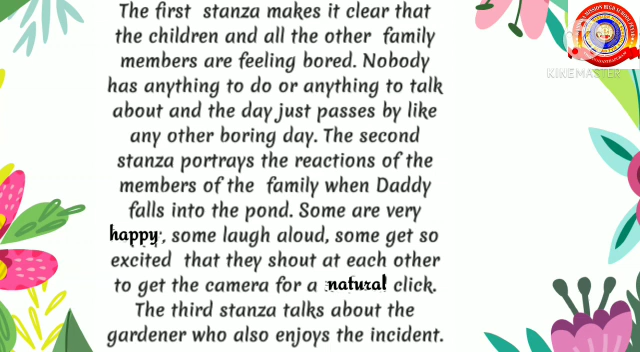 The first stanza makes it clear that
the children and all the other family
members are feeling bored. Nobody
has anything to do or anything to talk
about and the day just passes by like
any other boring day. The second
stanza portrays the reactions of the
members of the family when Daddy
falls into the pond. Some are very
happy, some laugh aloud, some get so
excited that they shout at each other
to get the camera for a natural click.
The third stanza talks about the
gardener who also enjoys the incident.
KINEMASTER